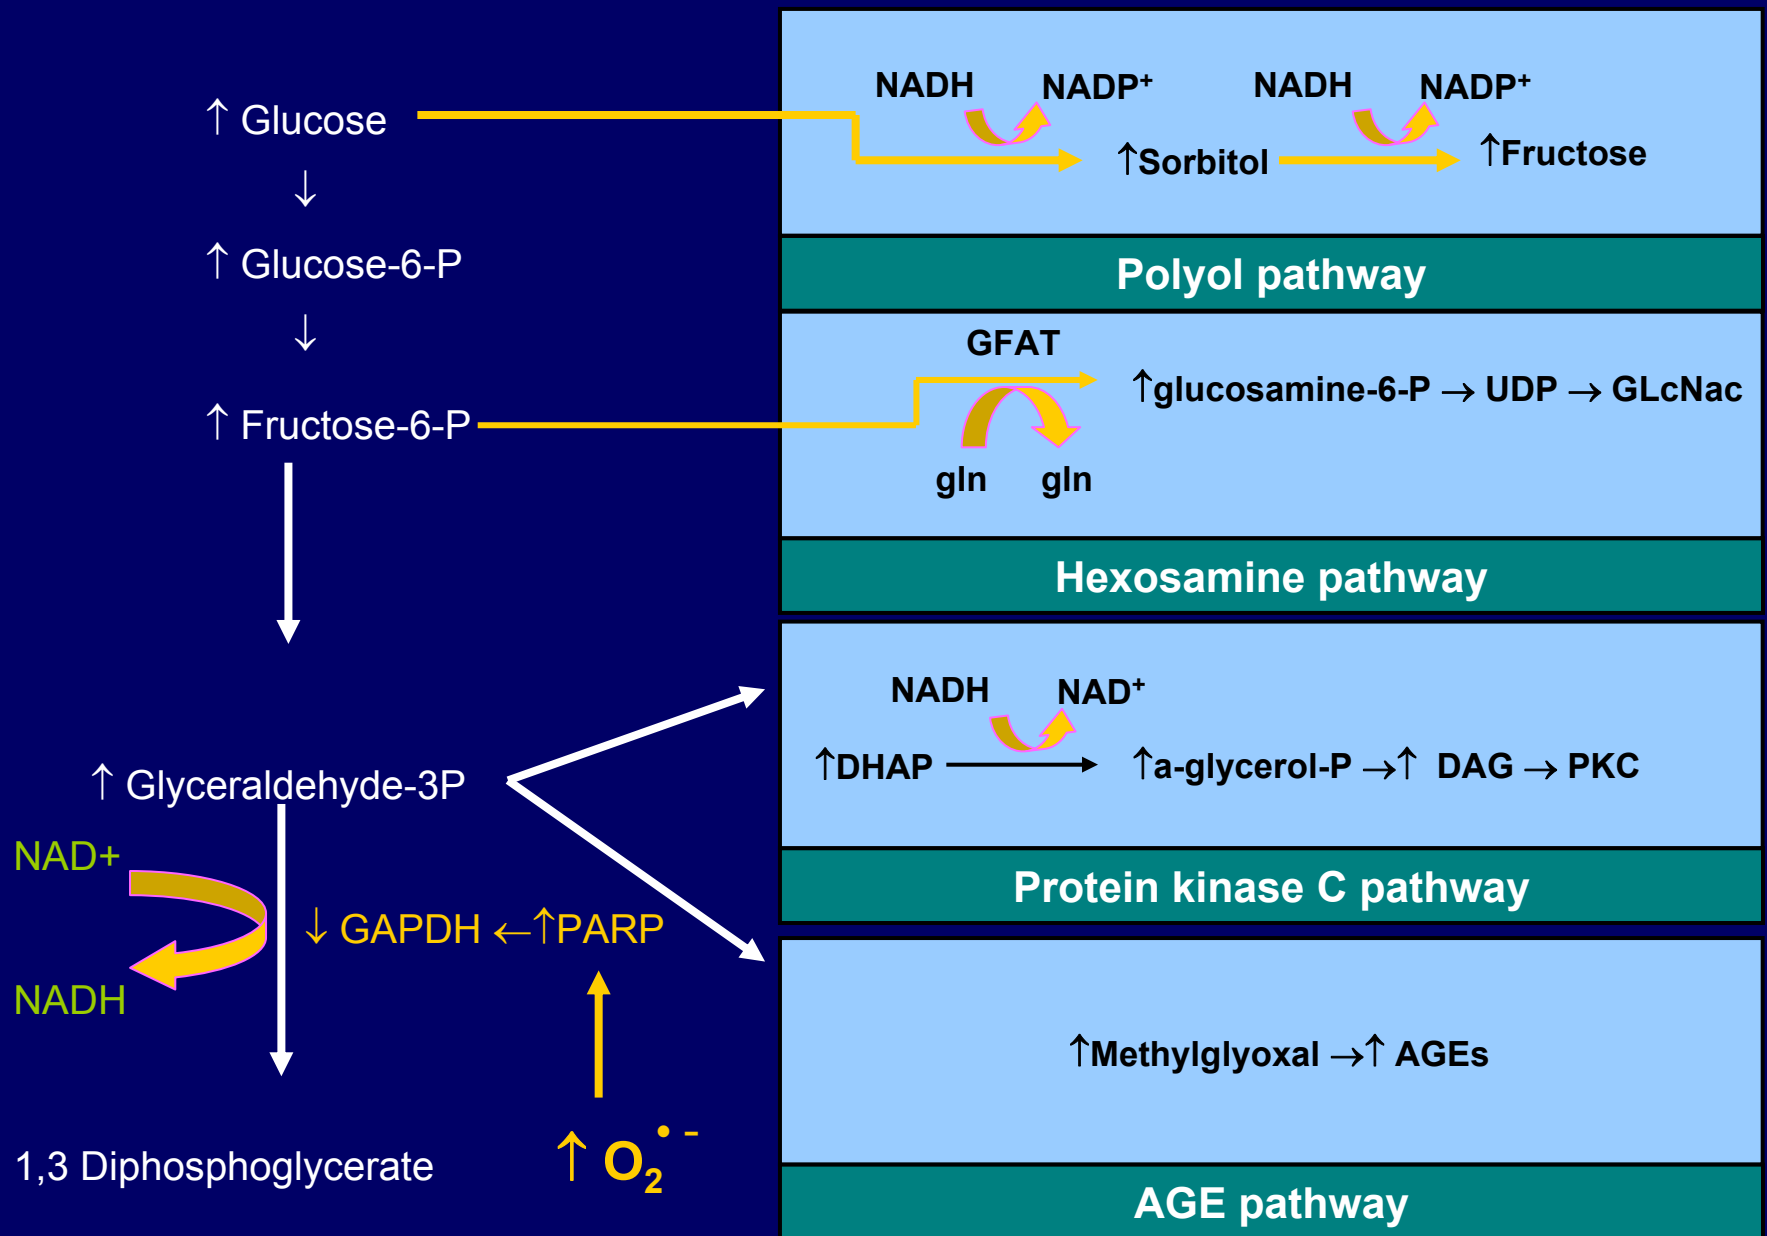 ↑ Glucose
↓
↑ Glucose-6-P
↓
↑ Fructose-6-P
↑ Glyceraldehyde-3P
NAD+
↓ GAPDH ←↑PARP
NADH
1,3 Diphosphoglycerate
↑ O₂•-
NADH NADP⁺ NADH NADP⁺
↑Sorbitol ↑Fructose
Polyol pathway
GFAT
↑glucosamine-6-P → UDP → GLcNac
gln gln
Hexosamine pathway
NADH NAD⁺
↑DHAP ↑a-glycerol-P →↑ DAG → PKC
Protein kinase C pathway
↑Methylglyoxal →↑ AGEs
AGE pathway